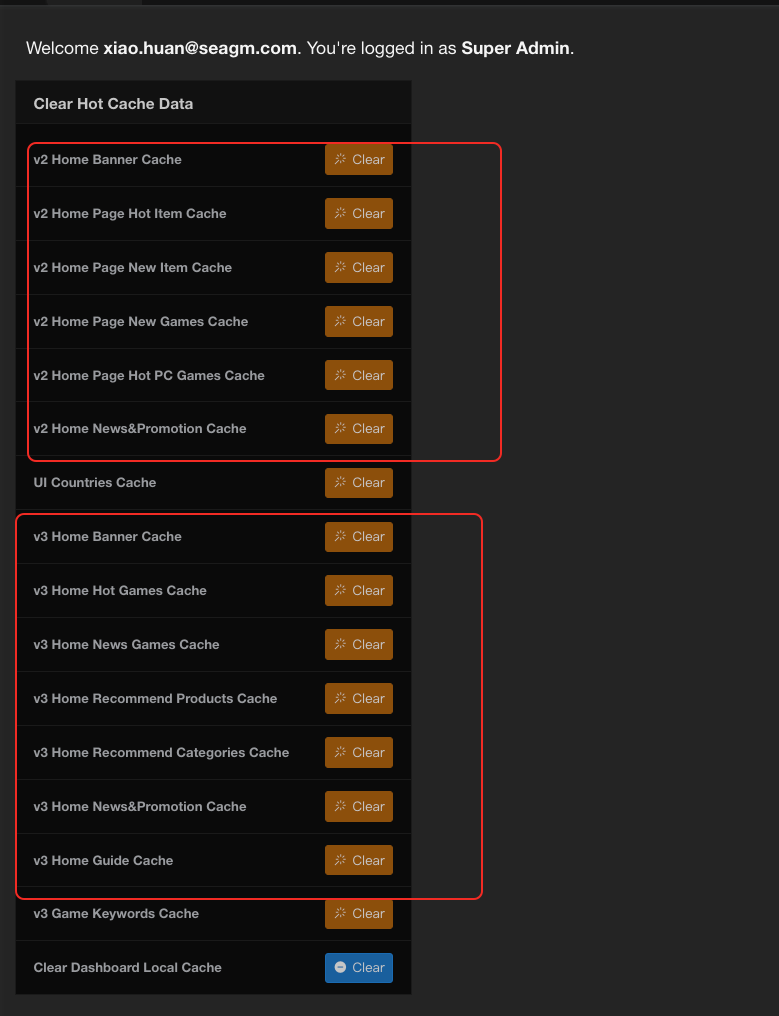 Welcome xiao.huan@seagm.com. You're logged in as Super Admin.
Clear Hot Cache Data
v2 Home Banner Cache Clear
v2 Home Page Hot Item Cache Clear
v2 Home Page New Item Cache Clear
v2 Home Page New Games Cache Clear
v2 Home Page Hot PC Games Cache Clear
v2 Home News&Promotion Cache Clear
UI Countries Cache Clear
v3 Home Banner Cache Clear
v3 Home Hot Games Cache Clear
v3 Home News Games Cache Clear
v3 Home Recommend Products Cache Clear
v3 Home Recommend Categories Cache Clear
v3 Home News&Promotion Cache Clear
v3 Home Guide Cache Clear
v3 Game Keywords Cache Clear
Clear Dashboard Local Cache Clear